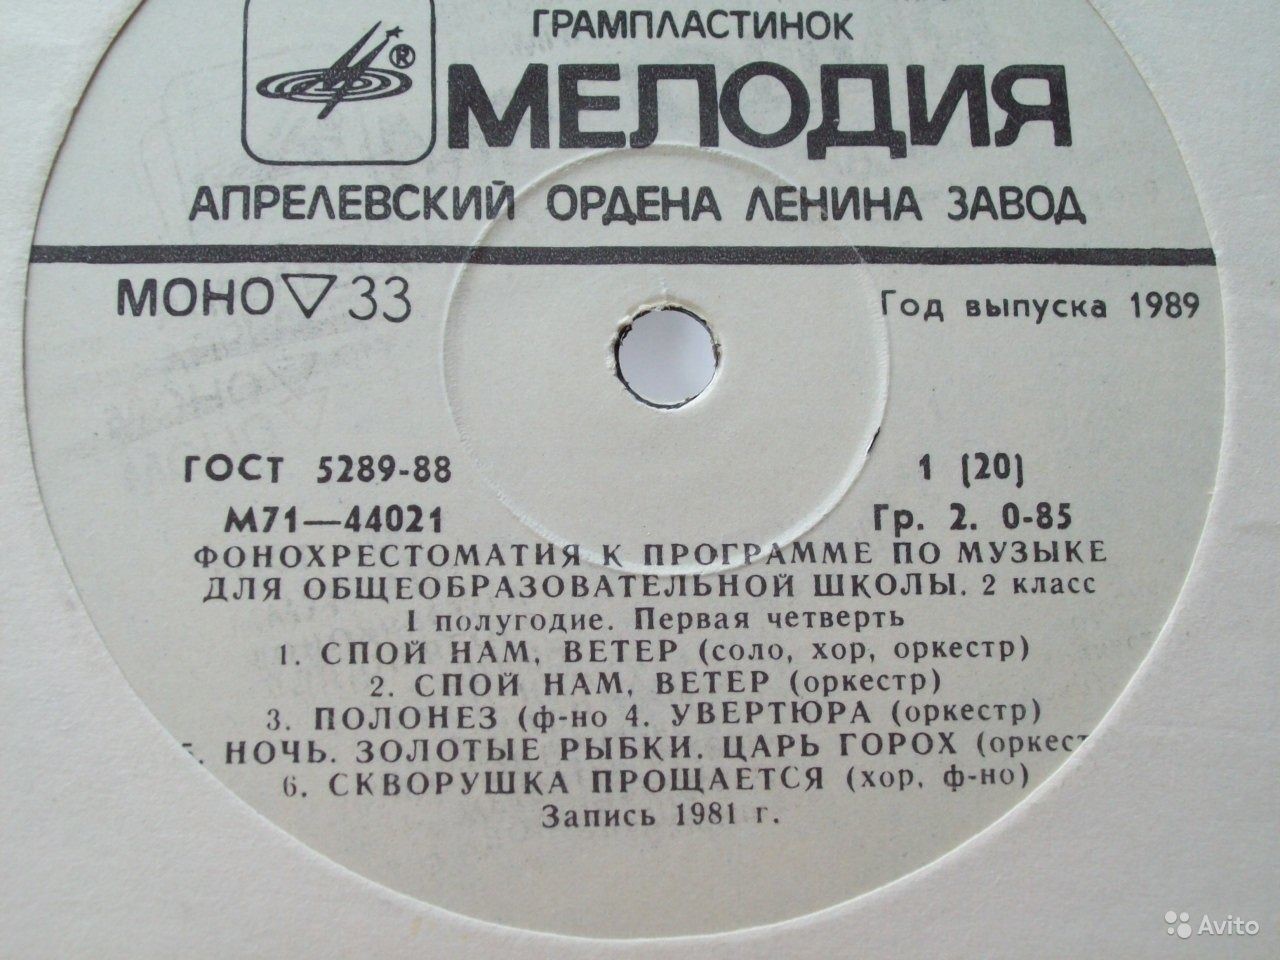 ГРАМПЛАСТИНОК
®
МЕЛОДИЯ
АПРЕЛЕВСКИЙ ОРДЕНА ЛЕНИНА ЗАВОД
МОНО ▽ 33
Год выпуска 1989
ГОСТ 5289-88
1 (20)
М71—44021
Гр. 2. 0-85
ФОНОХРЕСТОМАТИЯ К ПРОГРАММЕ ПО МУЗЫКЕ
ДЛЯ ОБЩЕОБРАЗОВАТЕЛЬНОЙ ШКОЛЫ. 2 класс
I полугодие. Первая четверть
1. СПОЙ НАМ, ВЕТЕР (соло, хор, оркестр)
2. СПОЙ НАМ, ВЕТЕР (оркестр)
3. ПОЛОНЕЗ (ф-но 4. УВЕРТЮРА (оркестр)
НОЧЬ. ЗОЛОТЫЕ РЫБКИ. ЦАРЬ ГОРОХ (оркест
6. СКВОРУШКА ПРОЩАЕТСЯ (хор, ф-но)
Запись 1981 г.
Avito